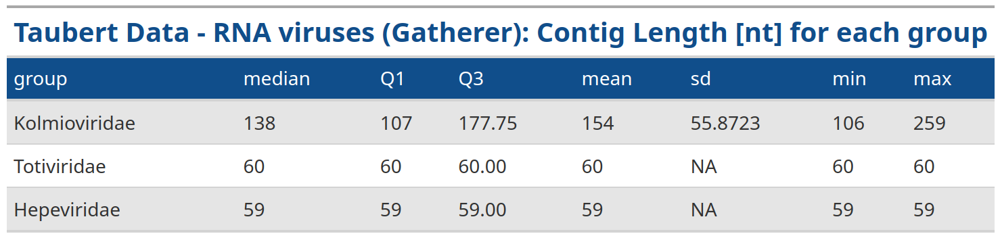 Taubert Data - RNA viruses (Gatherer): Contig Length [nt] for each group
group median Q1 Q3 mean sd min max
Kolmioviridae 138 107 177.75 154 55.8723 106 259
Totiviridae 60 60 60.00 60 NA 60 60
Hepeviridae 59 59 59.00 59 NA 59 59